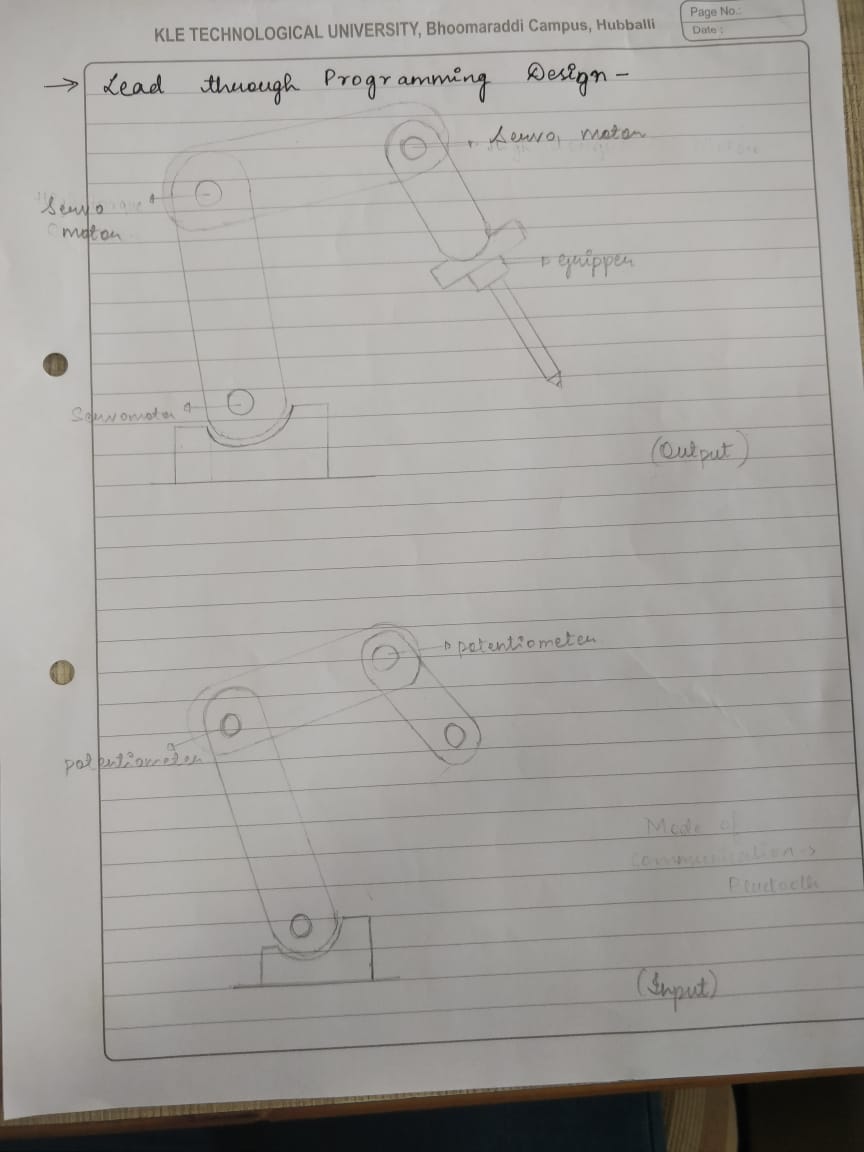 KLE TECHNOLOGICAL UNIVERSITY, Bhoomaraddi Campus, Hubballi
Page No.:
Date :
→ Lead through Programming Design -
Servo motor
Servo
motor
gripper
Servomotor
(Output)
potentiometer
potentiometer
Mode of
communication →
Bluetooth
(Input)